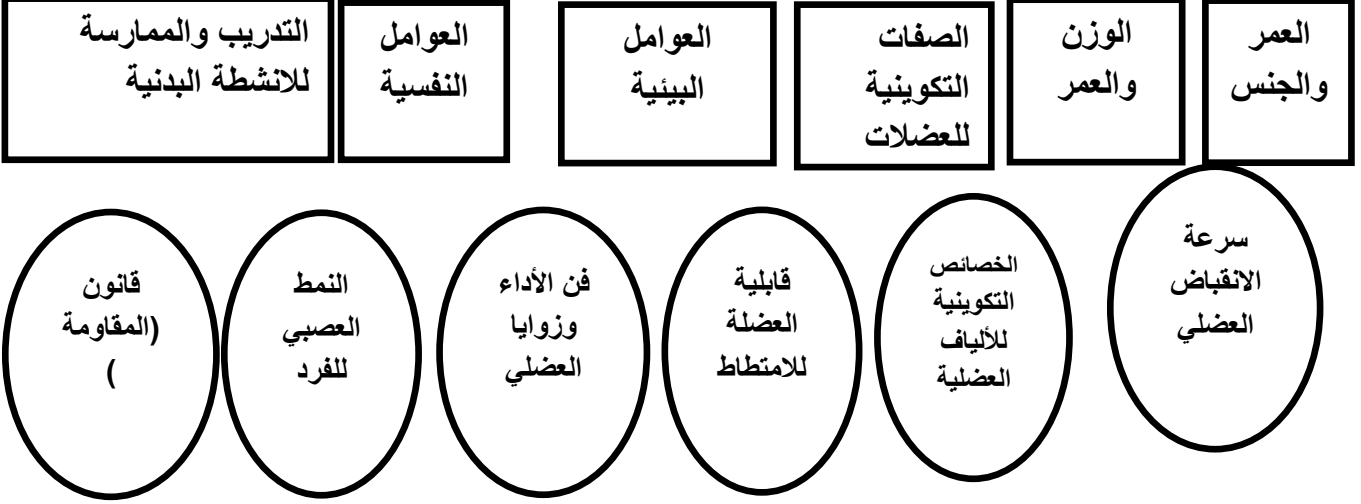 العمر
والجنس
الوزن
والعمر
الصفات
التكوينية
للعضلات
العوامل
البيئية
العوامل
النفسية
التدريب والممارسة
للانشطة البدنية
سرعة
الانقباض
العضلي
الخصائص
التكوينية
للألياف
العضلية
قابلية
العضلة
للامتطاط
فن الأداء
وزوايا
العضلي
النمط
العصبي
للفرد
قانون
(المقاومة
)